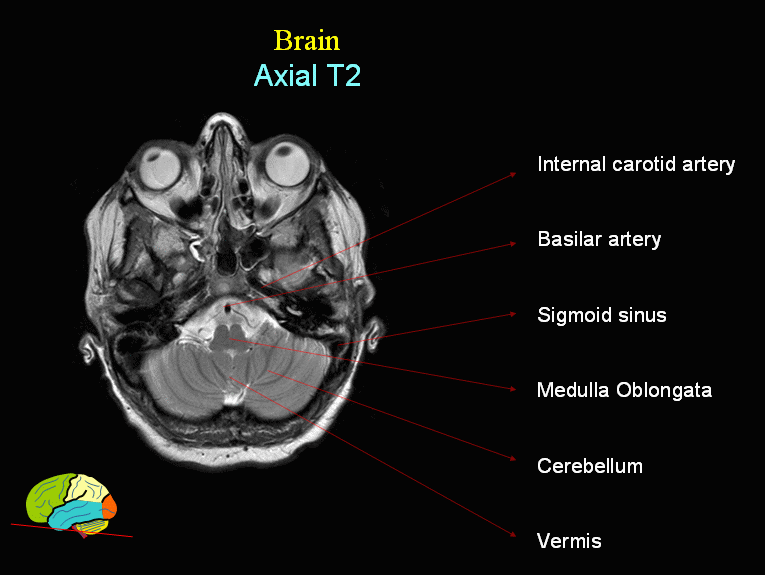 Brain
Axial T2
Internal carotid artery
Basilar artery
Sigmoid sinus
Medulla Oblongata
Cerebellum
Vermis